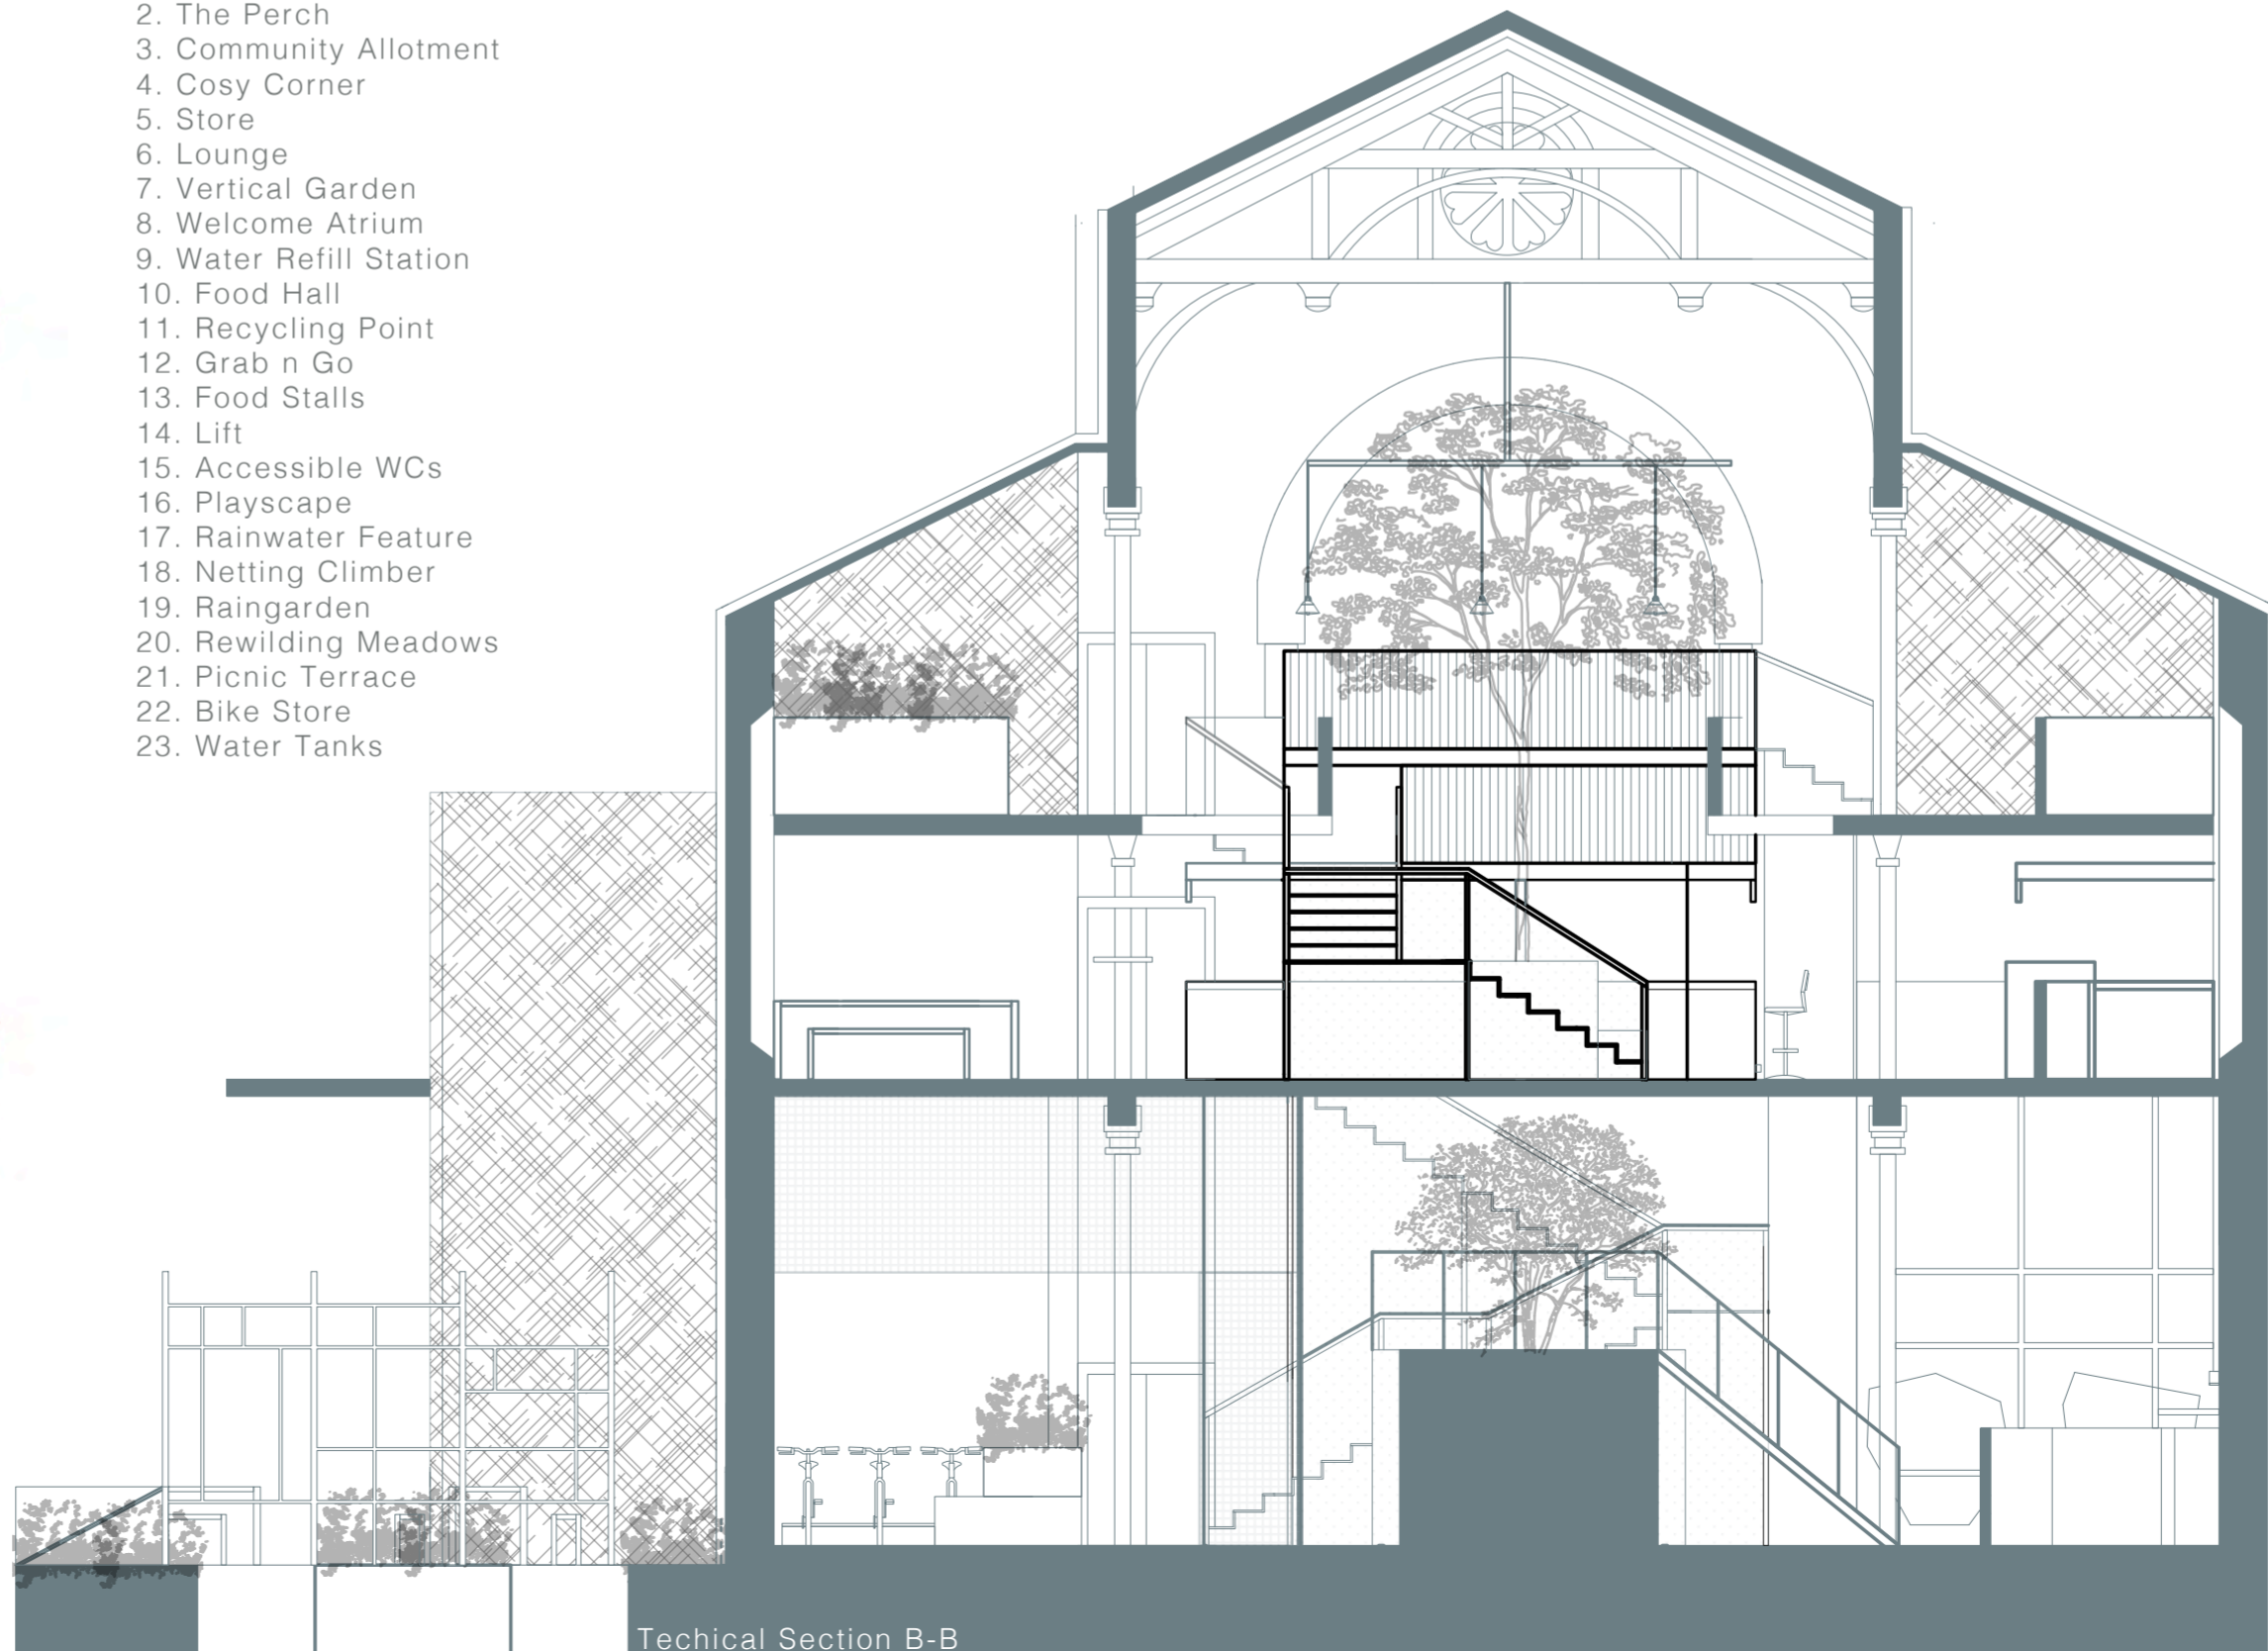 2. The Perch
3. Community Allotment
4. Cosy Corner
5. Store
6. Lounge
7. Vertical Garden
8. Welcome Atrium
9. Water Refill Station
10. Food Hall
11. Recycling Point
12. Grab n Go
13. Food Stalls
14. Lift
15. Accessible WCs
16. Playscape
17. Rainwater Feature
18. Netting Climber
19. Raingarden
20. Rewilding Meadows
21. Picnic Terrace
22. Bike Store
23. Water Tanks
Techical Section B-B